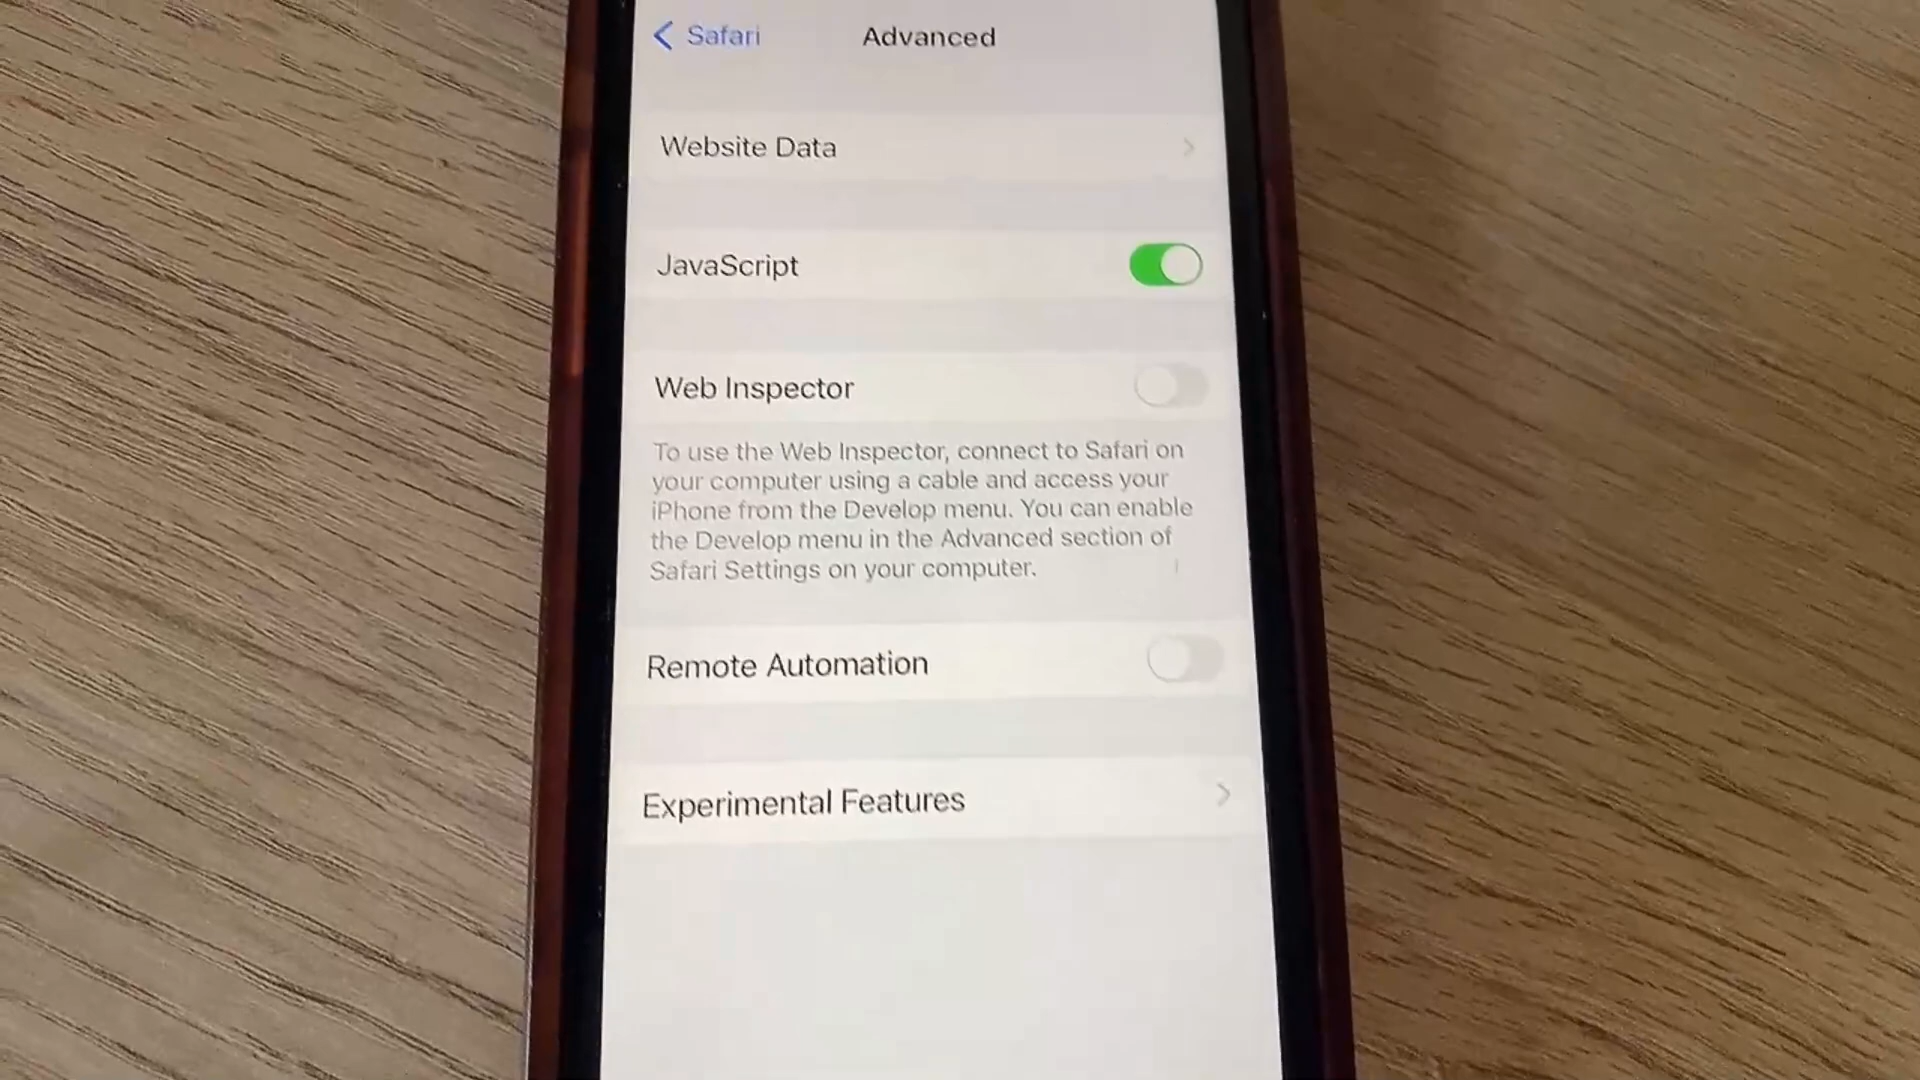 Safari
Advanced
Website Data
JavaScript
Web Inspector
To use the Web Inspector, connect to Safari on
your computer using a cable and access your
iPhone from the Develop menu. You can enable
the Develop menu in the Advanced section of
Safari Settings on your computer.
Remote Automation
Experimental Features